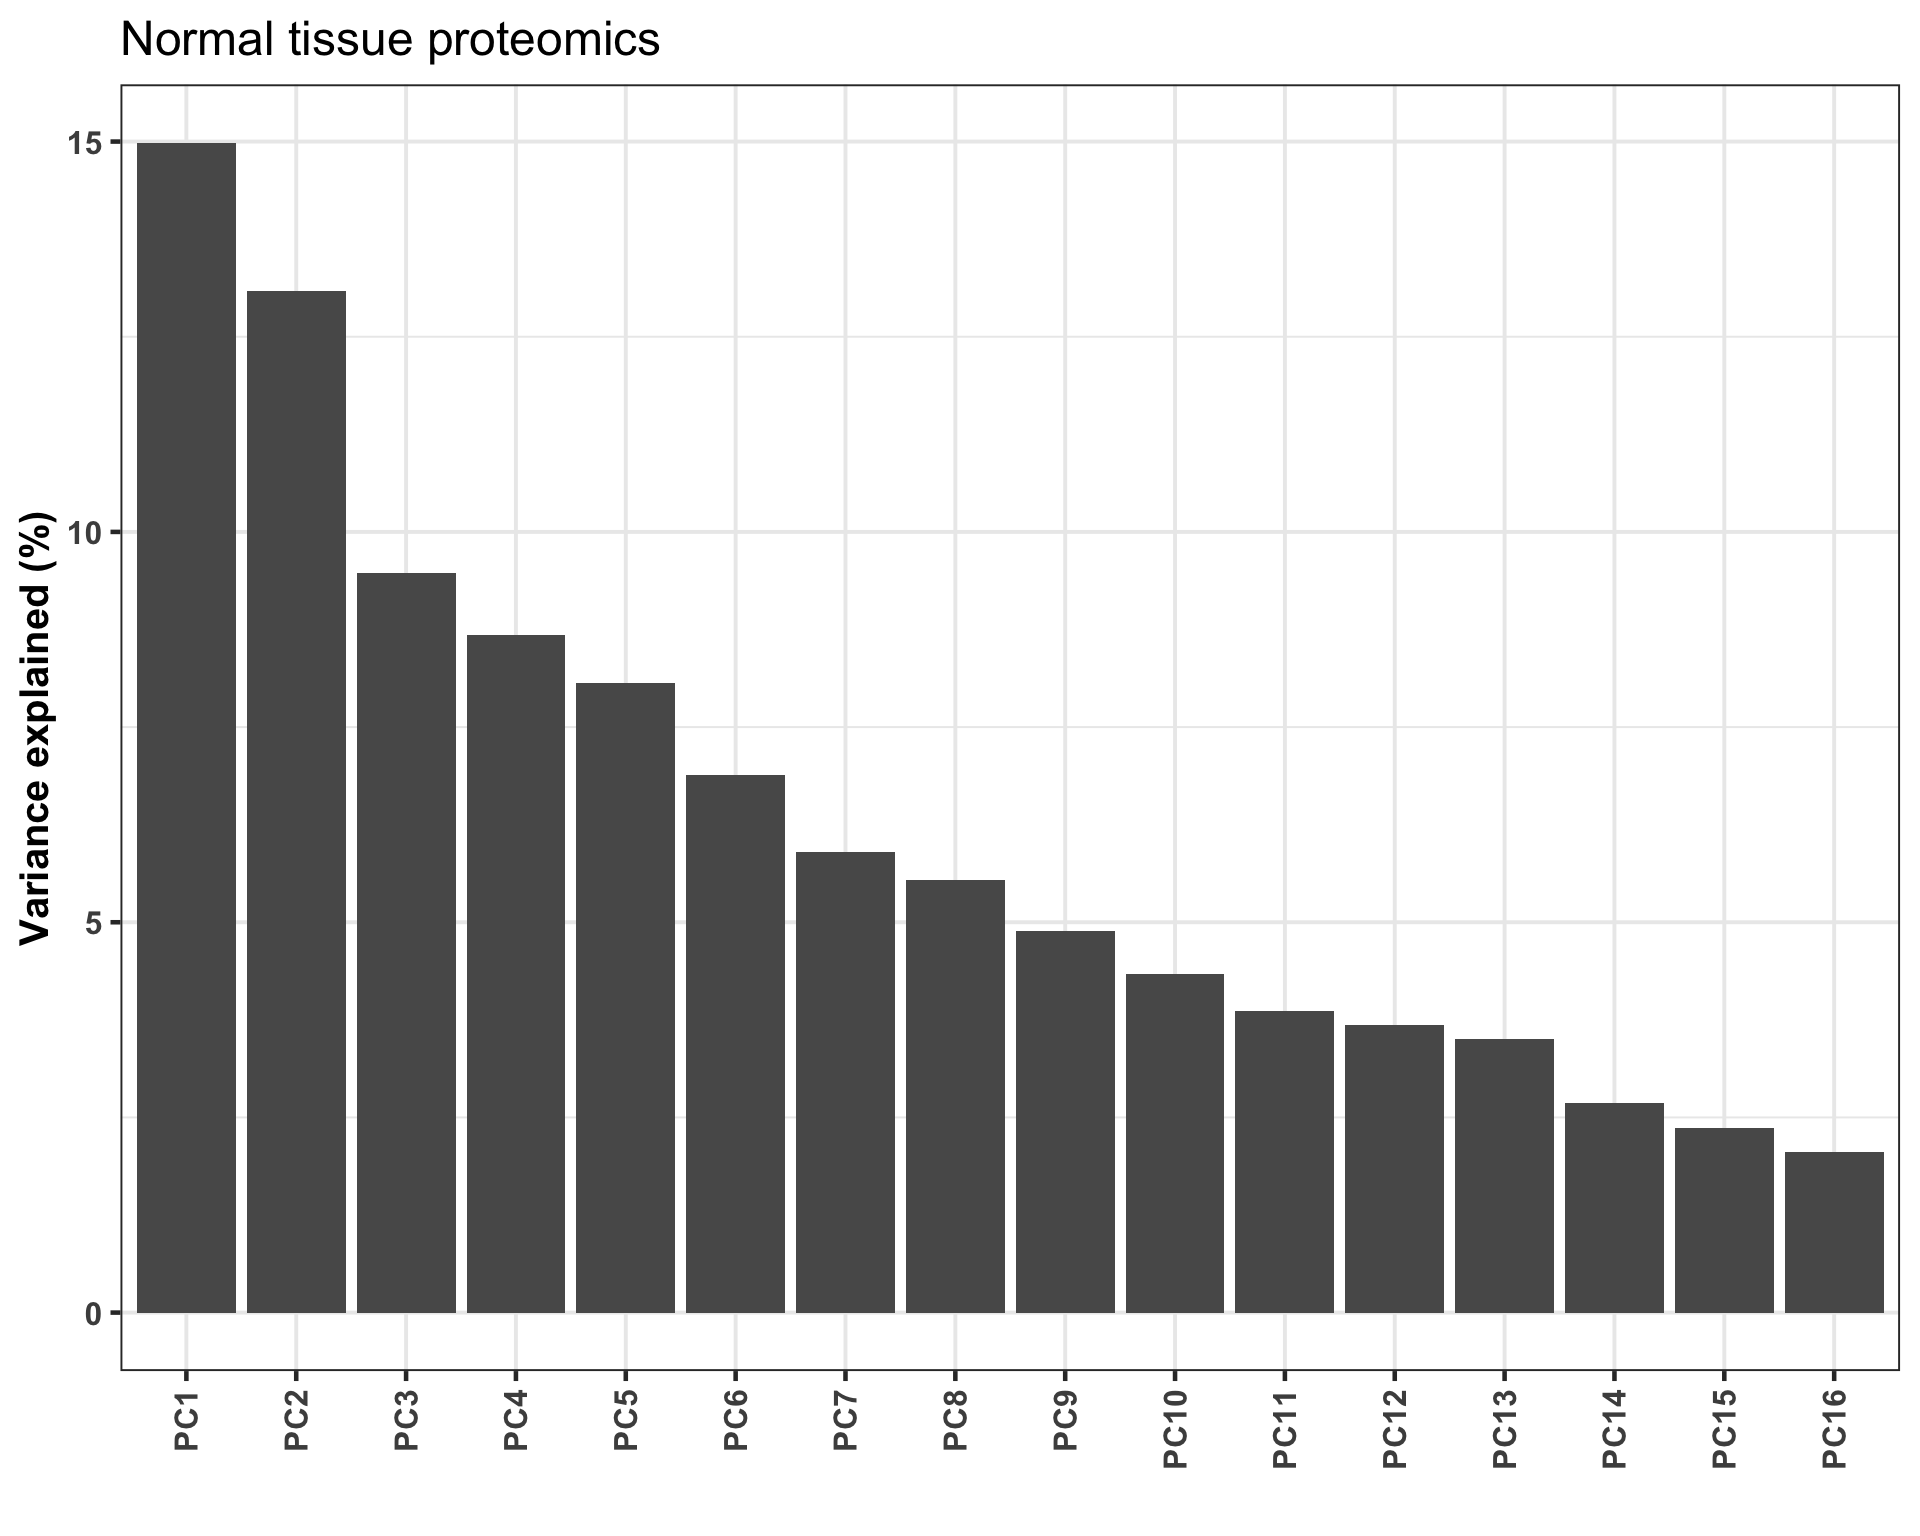 Normal tissue proteomics
Variance explained (%)
15
10
5
0
PC1
PC2
PC3
PC4
PC5
PC6
PC7
PC8
PC9
PC10
PC11
PC12
PC13
PC14
PC15
PC16